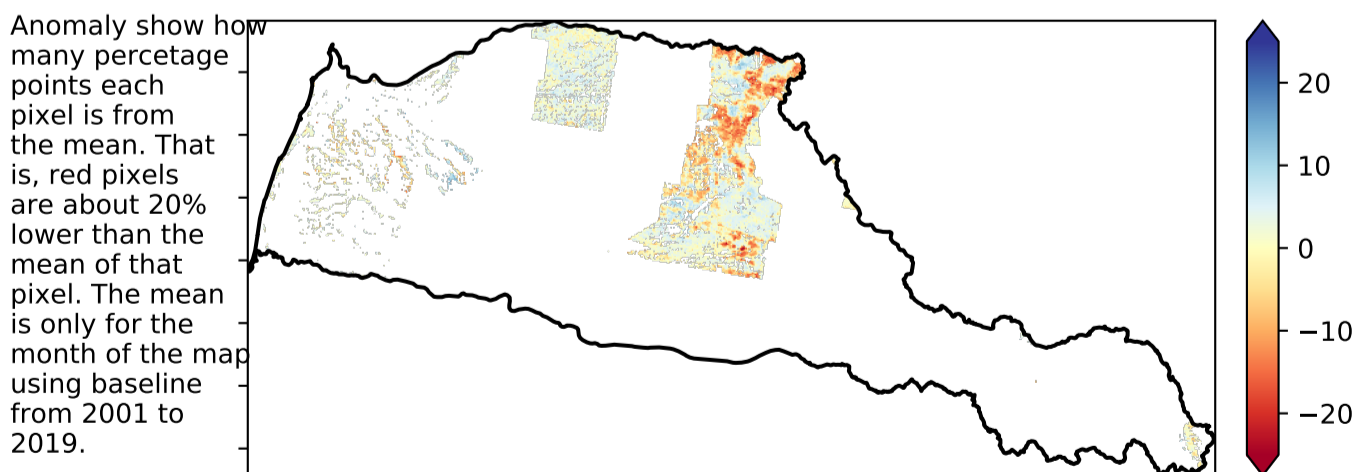 Anomaly show how
many percetage
points each
pixel is from
the mean. That
is, red pixels
are about 20%
lower than the
mean of that
pixel. The mean
is only for the
month of the map
using baseline
from 2001 to
2019.
20
10
0
−10
−20